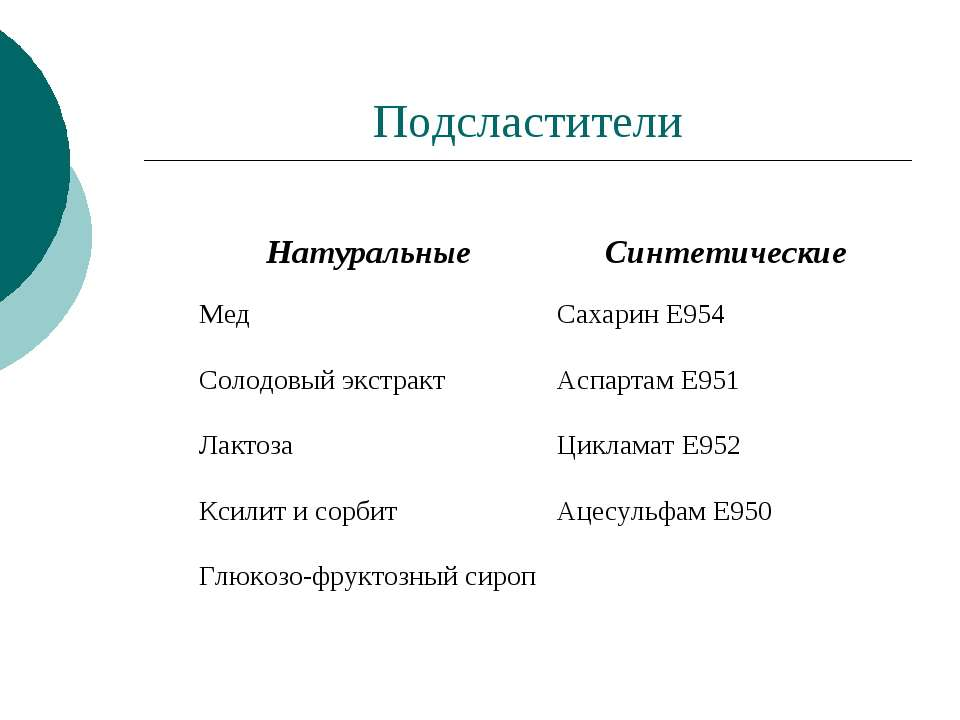 Подсластители
Натуральные Синтетические
Мед Сахарин Е954
Солодовый экстракт Аспартам Е951
Лактоза Цикламат Е952
Ксилит и сорбит Ацесульфам Е950
Глюкозо-фруктозный сироп